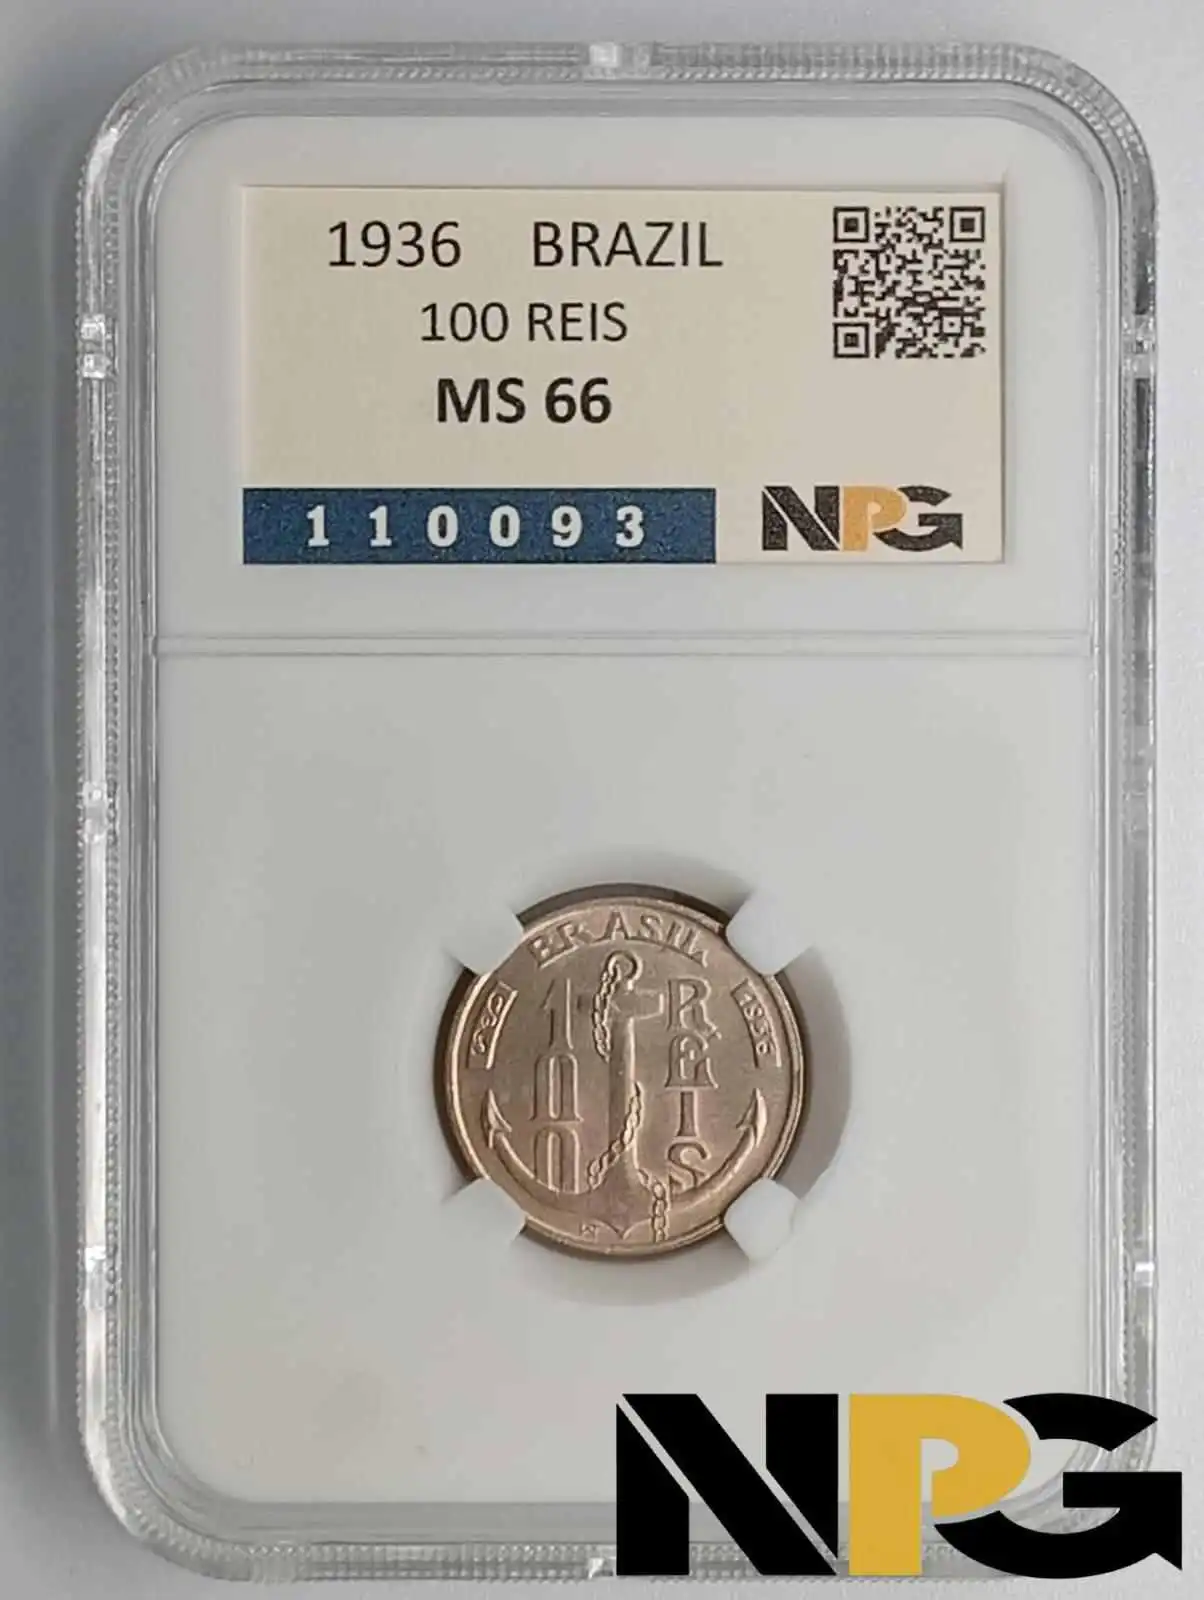 1936 BRAZIL
100 REIS
MS 66
110093
NPG
BRASIL
1936
100
REIS
NPG